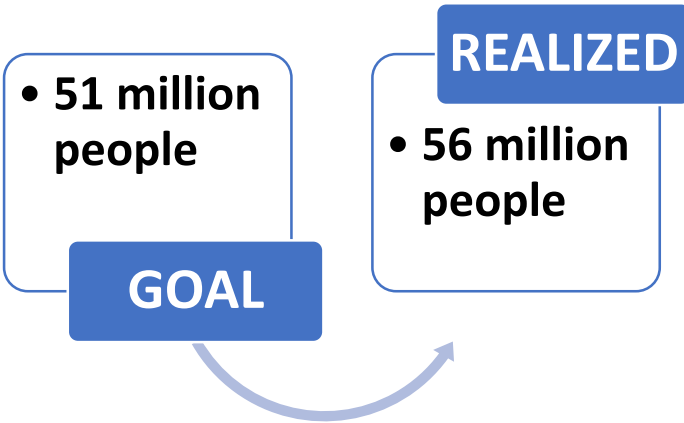 • 51 million
people
GOAL
REALIZED
• 56 million
people